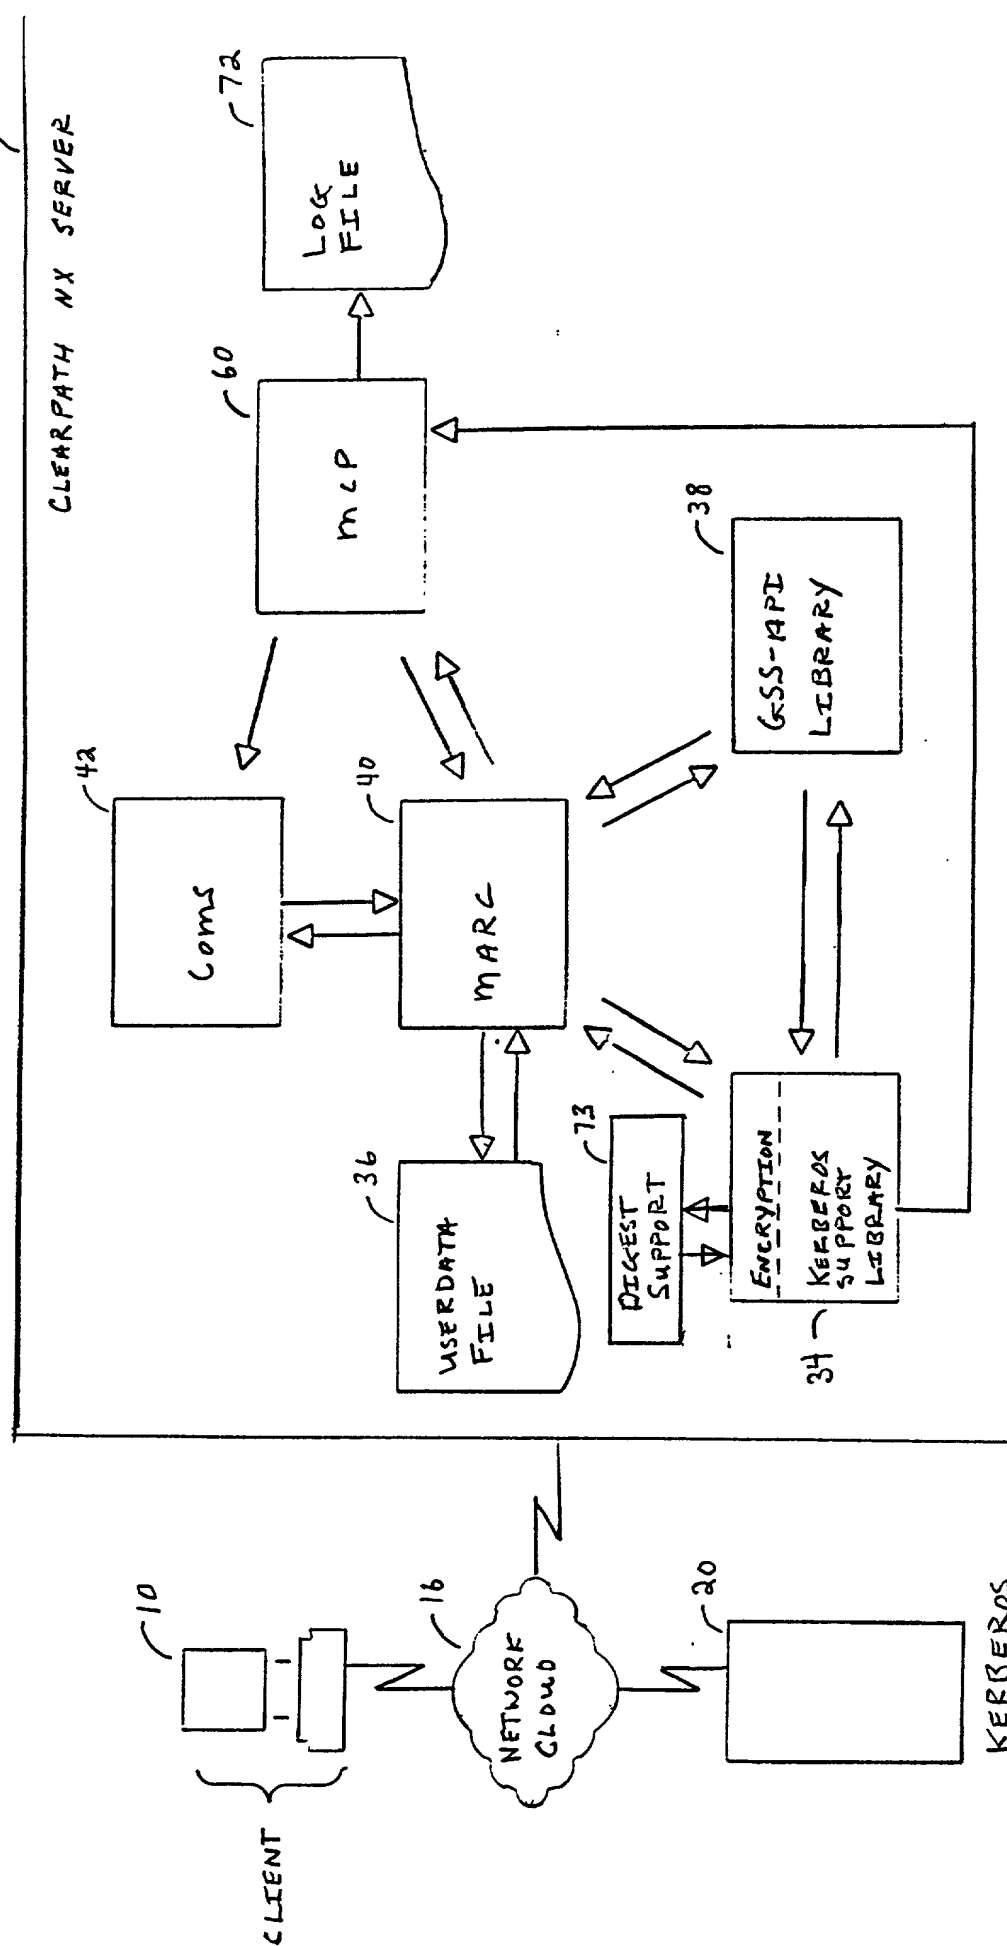 CLEARPATH NX SERVER
CLIENT
10
NETWORK
CLOUD
16
20
KERBEROS
COMS
42
MCP
60
LOG
FILE
72
USERDATA
FILE
36
MARC
40
DIGEST
SUPPORT
73
ENCRYPTION
KERBEROS
SUPPORT
LIBRARY
34
GSS-API
LIBRARY
38